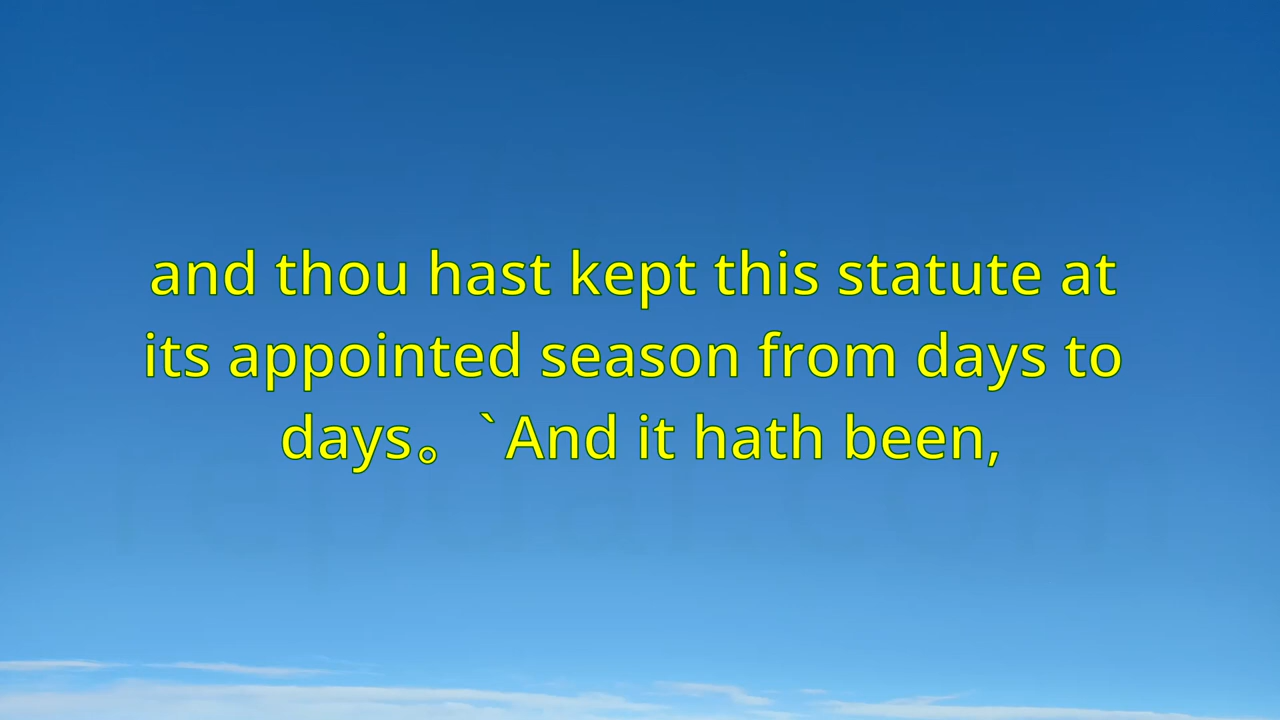 and thou hast kept this statute at
its appointed season from days to
days。 `And it hath been,